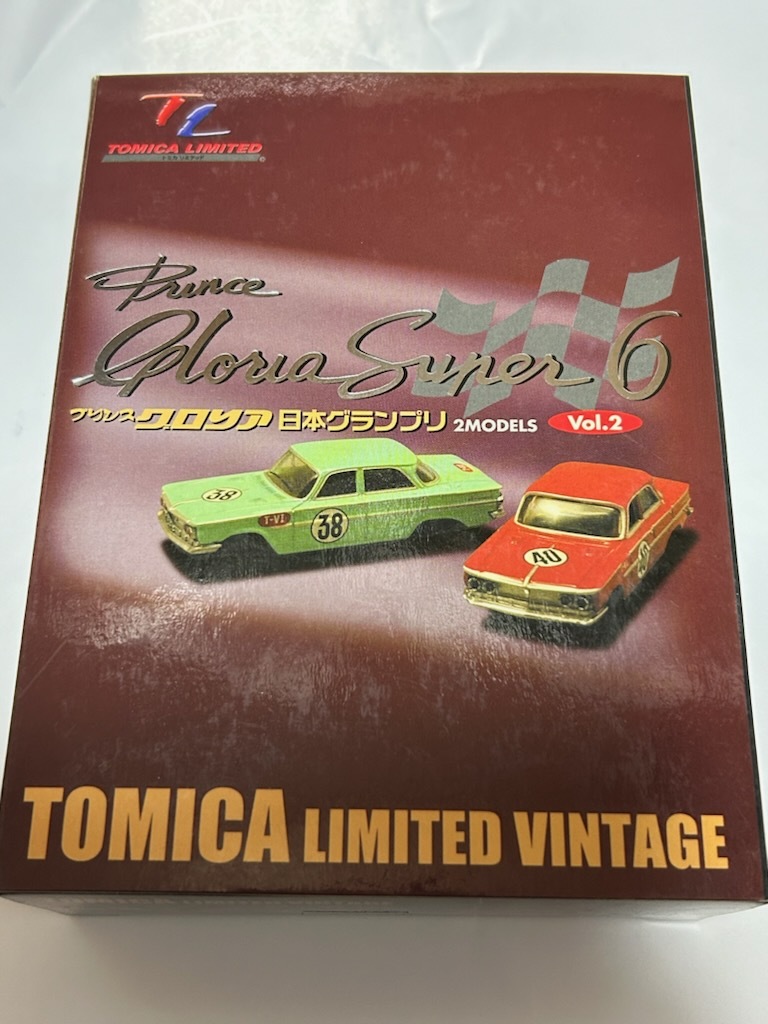 TL
TOMICA LIMITED
トミカ リミテッド
Prince
Gloria Super 6
プリンス グロリア 日本グランプリ 2MODELS Vol.2
38
T-VI
38
40
40
TOMICA LIMITED VINTAGE